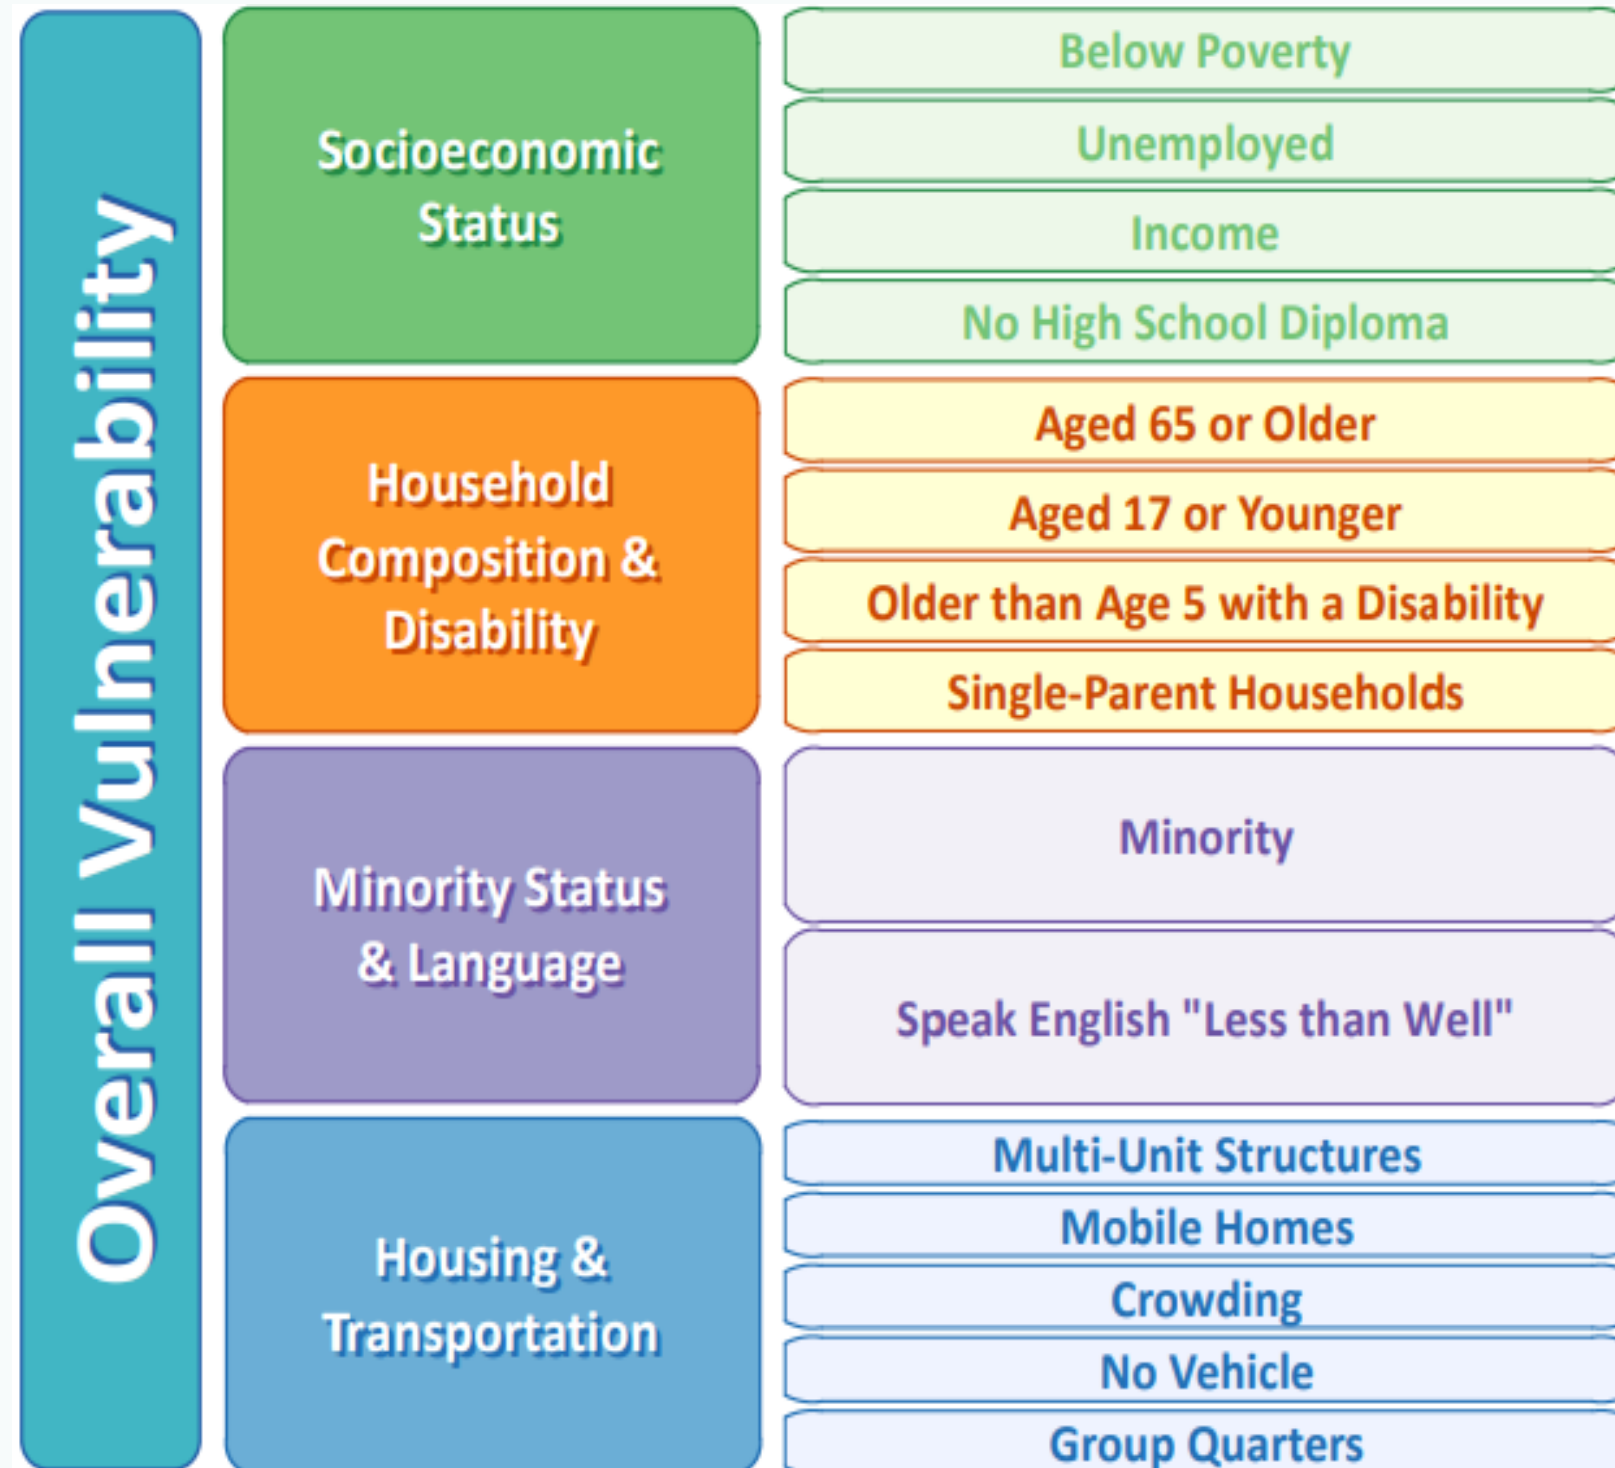 Overall Vulnerability
Socioeconomic
Status
Below Poverty
Unemployed
Income
No High School Diploma
Household
Composition &
Disability
Aged 65 or Older
Aged 17 or Younger
Older than Age 5 with a Disability
Single-Parent Households
Minority Status
& Language
Minority
Speak English "Less than Well"
Housing &
Transportation
Multi-Unit Structures
Mobile Homes
Crowding
No Vehicle
Group Quarters